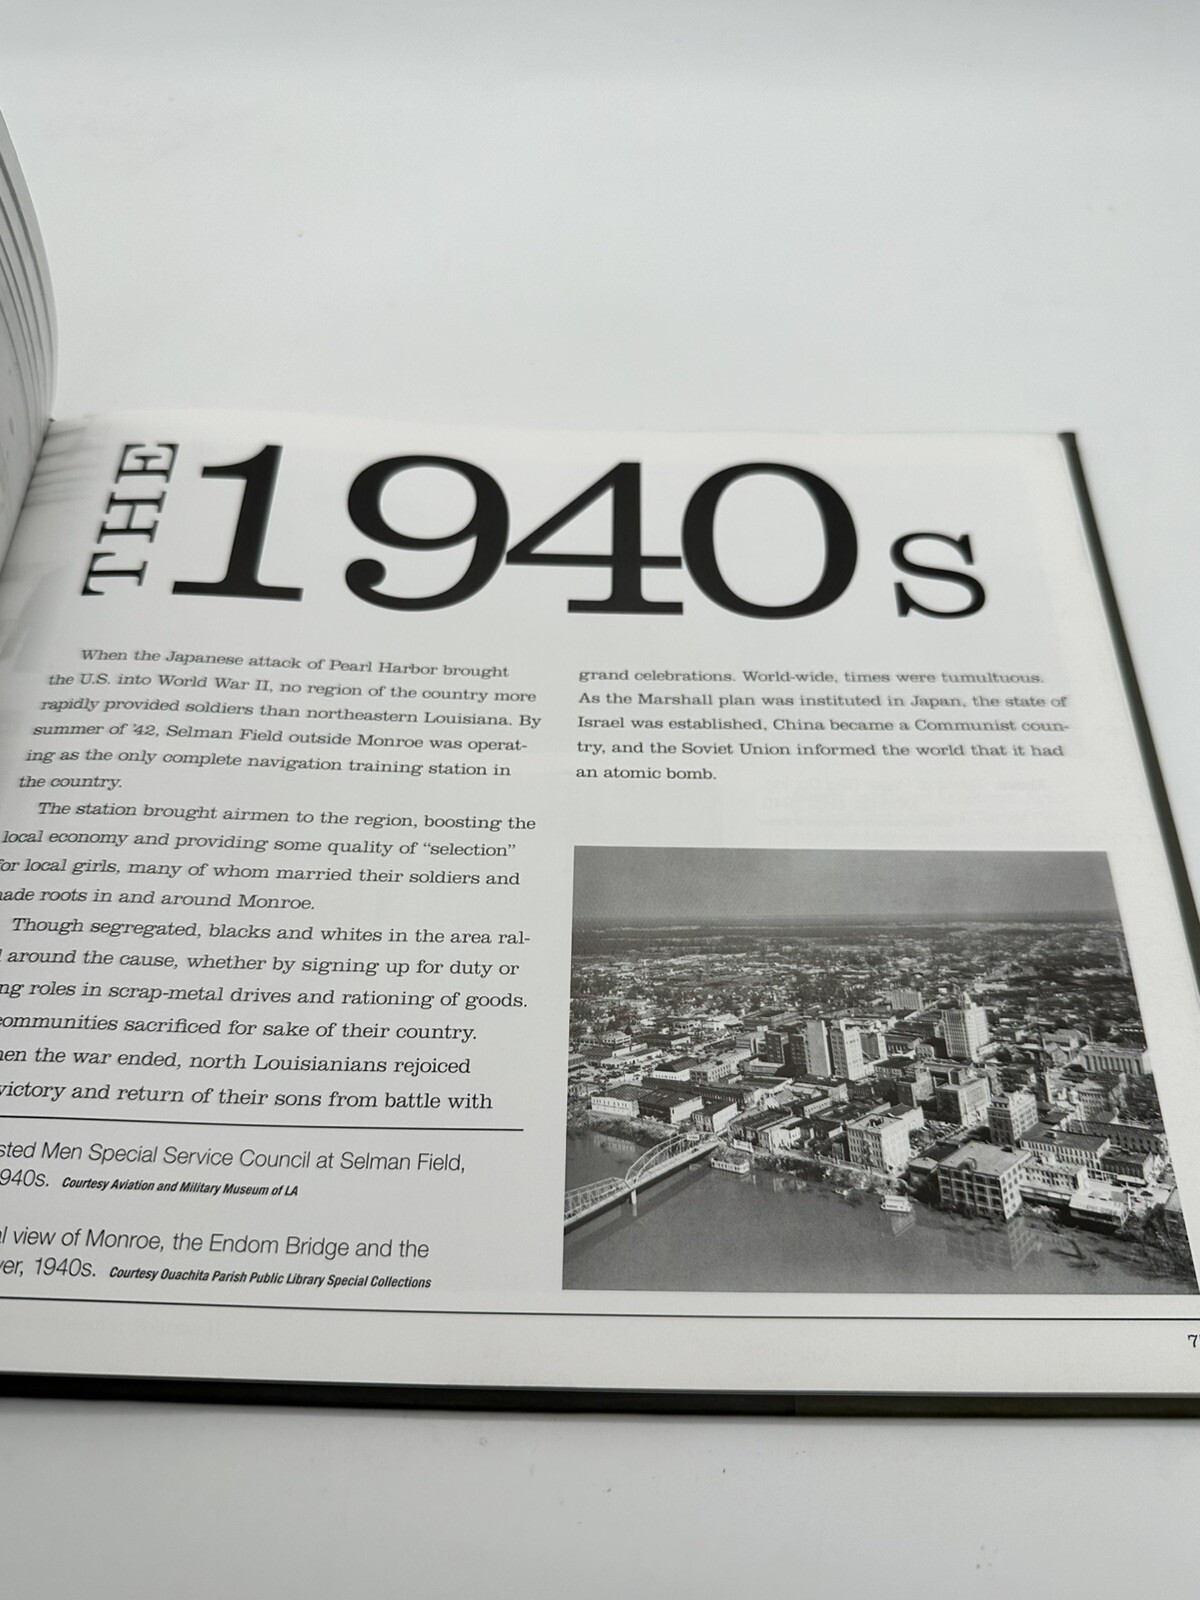 THE 1940s
When the Japanese attack of Pearl Harbor brought
the U.S. into World War II, no region of the country more
rapidly provided soldiers than northeastern Louisiana. By
summer of '42, Selman Field outside Monroe was operat-
ing as the only complete navigation training station in
the country.
The station brought airmen to the region, boosting the
local economy and providing some quality of “selection”
for local girls, many of whom married their soldiers and
made roots in and around Monroe.
Though segregated, blacks and whites in the area ral-
around the cause, whether by signing up for duty or
roles in scrap-metal drives and rationing of goods.
communities sacrificed for sake of their country.
the war ended, north Louisianians rejoiced
victory and return of their sons from battle with
grand celebrations. World-wide, times were tumultuous.
As the Marshall plan was instituted in Japan, the state of
Israel was established, China became a Communist coun-
try, and the Soviet Union informed the world that it had
an atomic bomb.
Men Special Service Council at Selman Field,
1940s. Courtesy Aviation and Military Museum of LA
view of Monroe, the Endom Bridge and the
1940s. Courtesy Ouachita Parish Public Library Special Collections